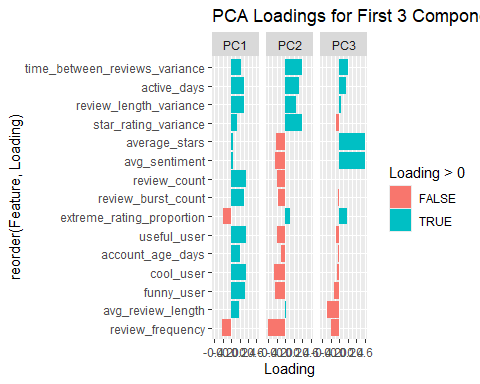 PCA Loadings for First 3 Compone
PC1 PC2 PC3
time_between_reviews_variance
active_days
review_length_variance
star_rating_variance
average_stars
avg_sentiment
review_count
review_burst_count
extreme_rating_proportion
useful_user
account_age_days
cool_user
funny_user
avg_review_length
review_frequency
reorder(Feature, Loading)
Loading
Loading > 0
FALSE
TRUE